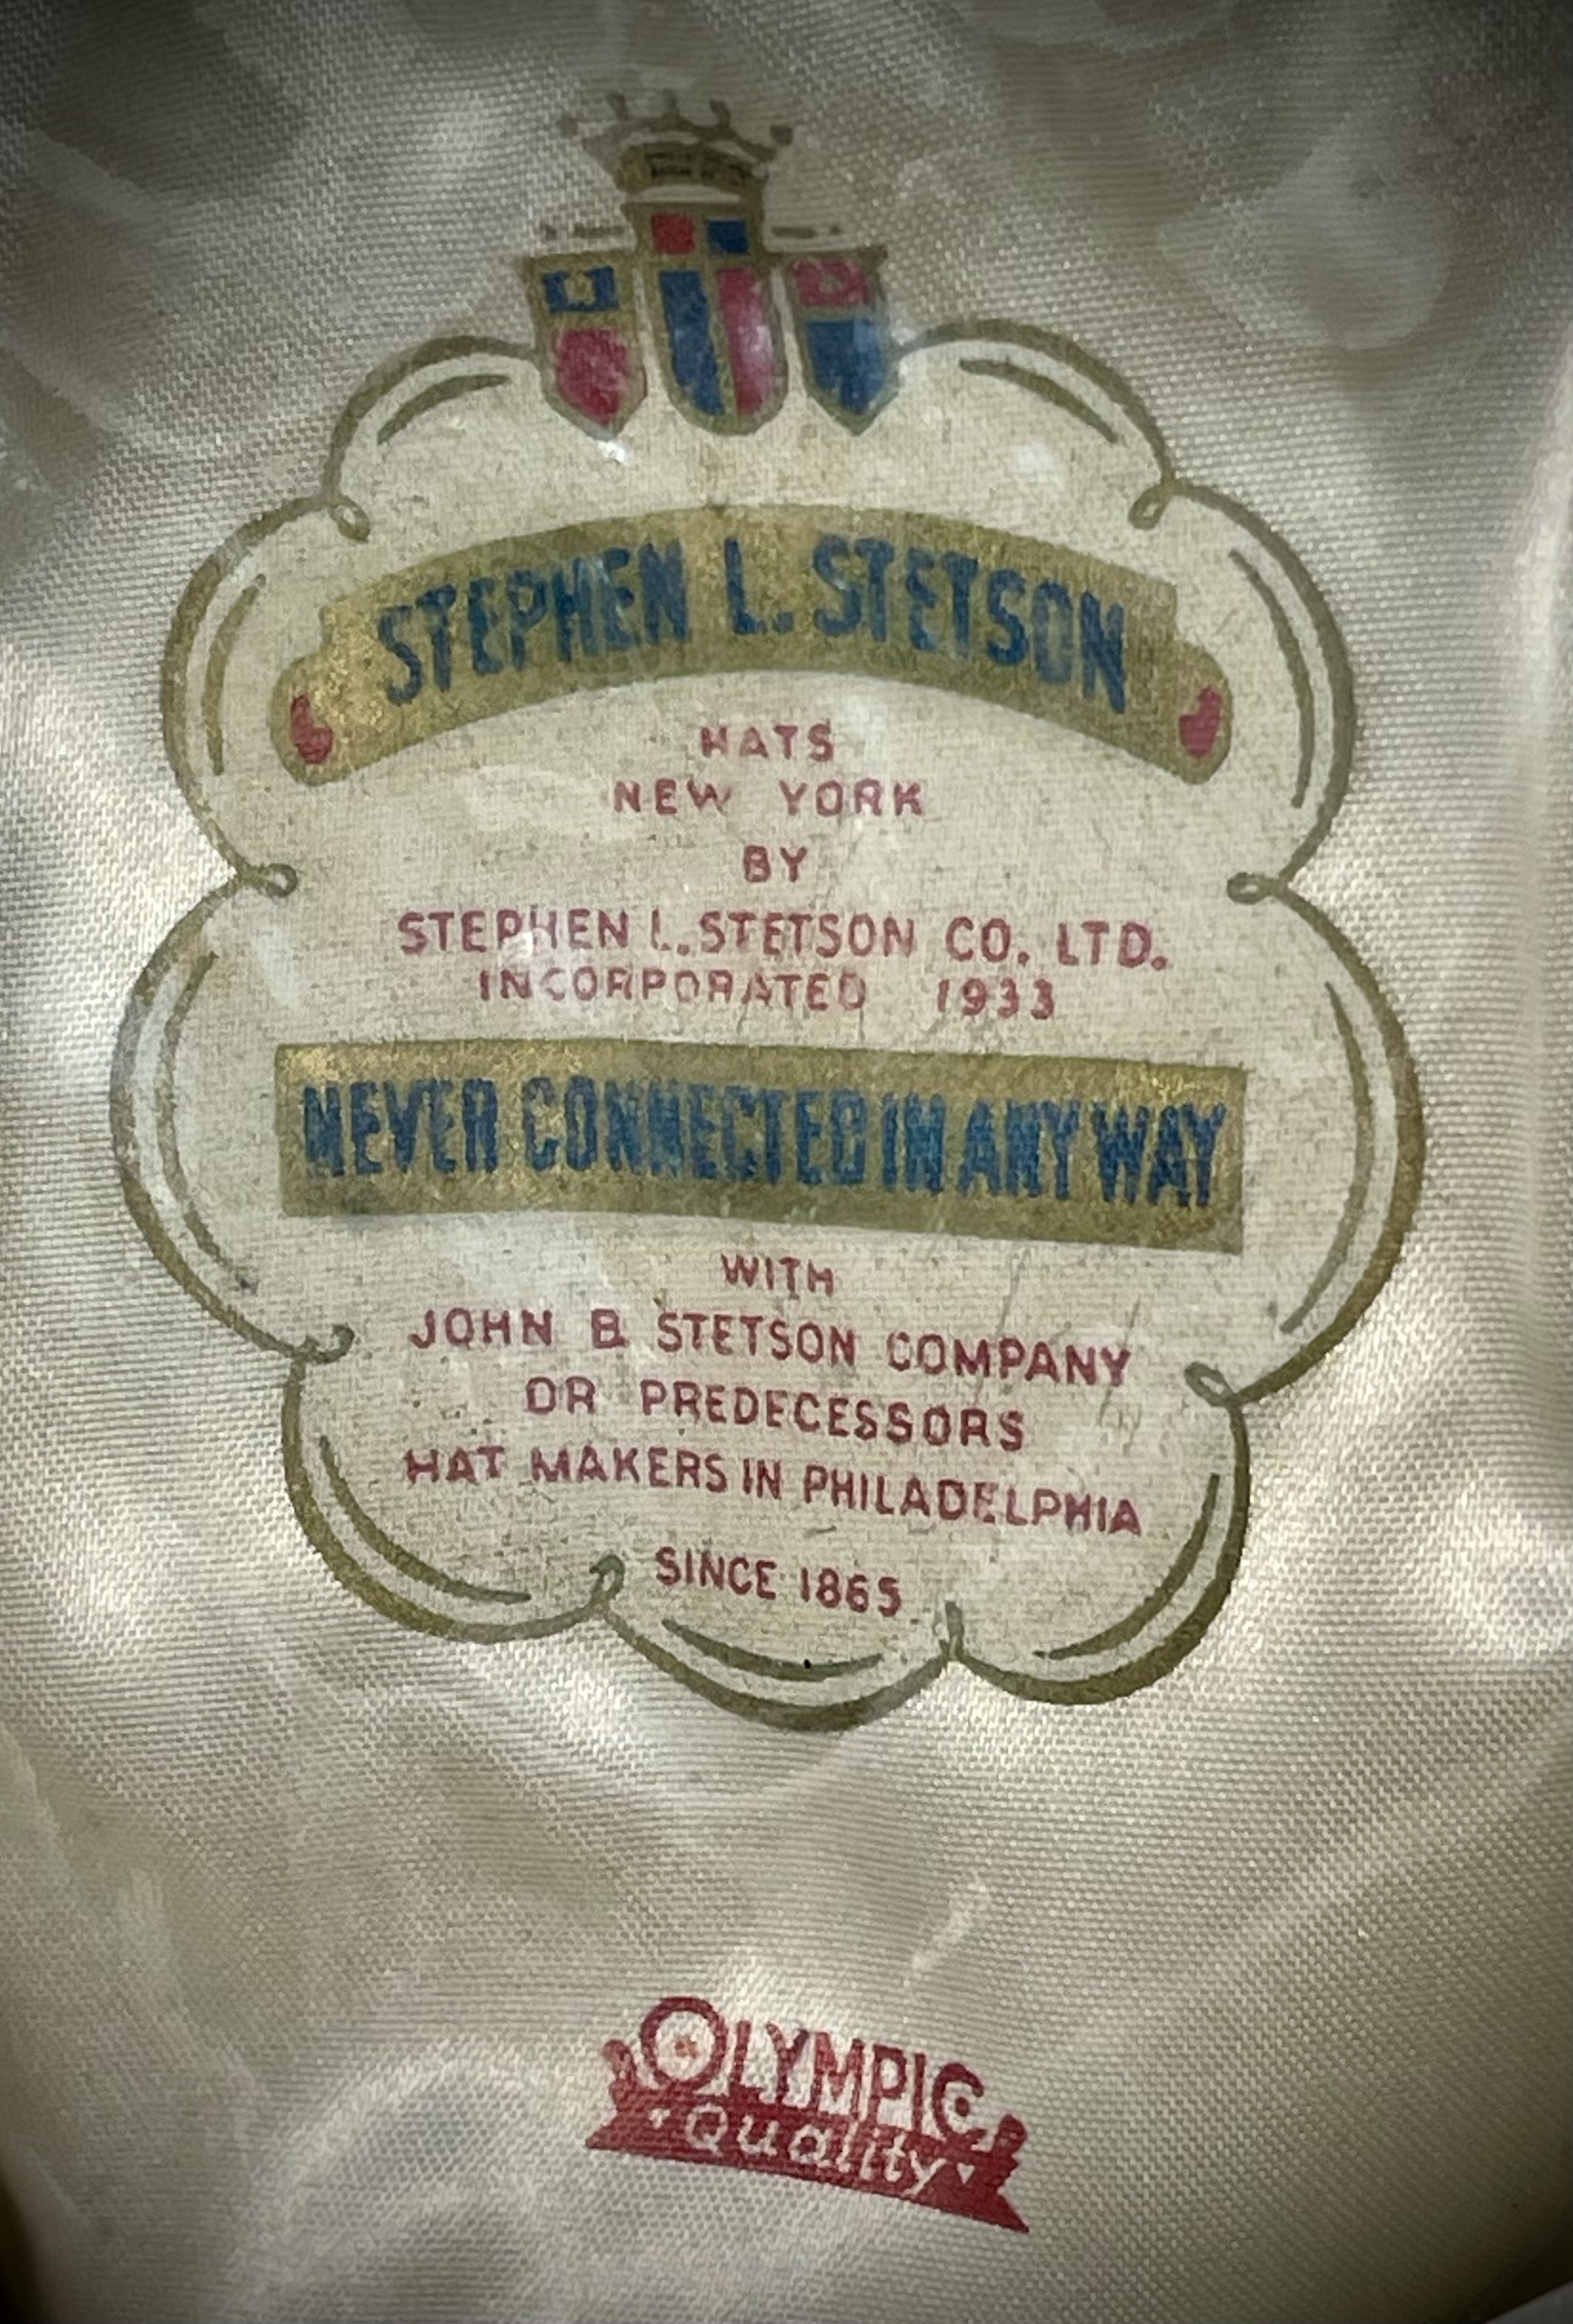 STEPHEN L. STETSON
HATS
NEW YORK
BY
STEPHEN L. STETSON CO. LTD.
INCORPORATED 1933
NEVER CONNECTED IN ANY WAY
WITH
JOHN B. STETSON COMPANY
OR PREDECESSORS
HAT MAKERS IN PHILADELPHIA
SINCE 1865
OLYMPIC
Quality